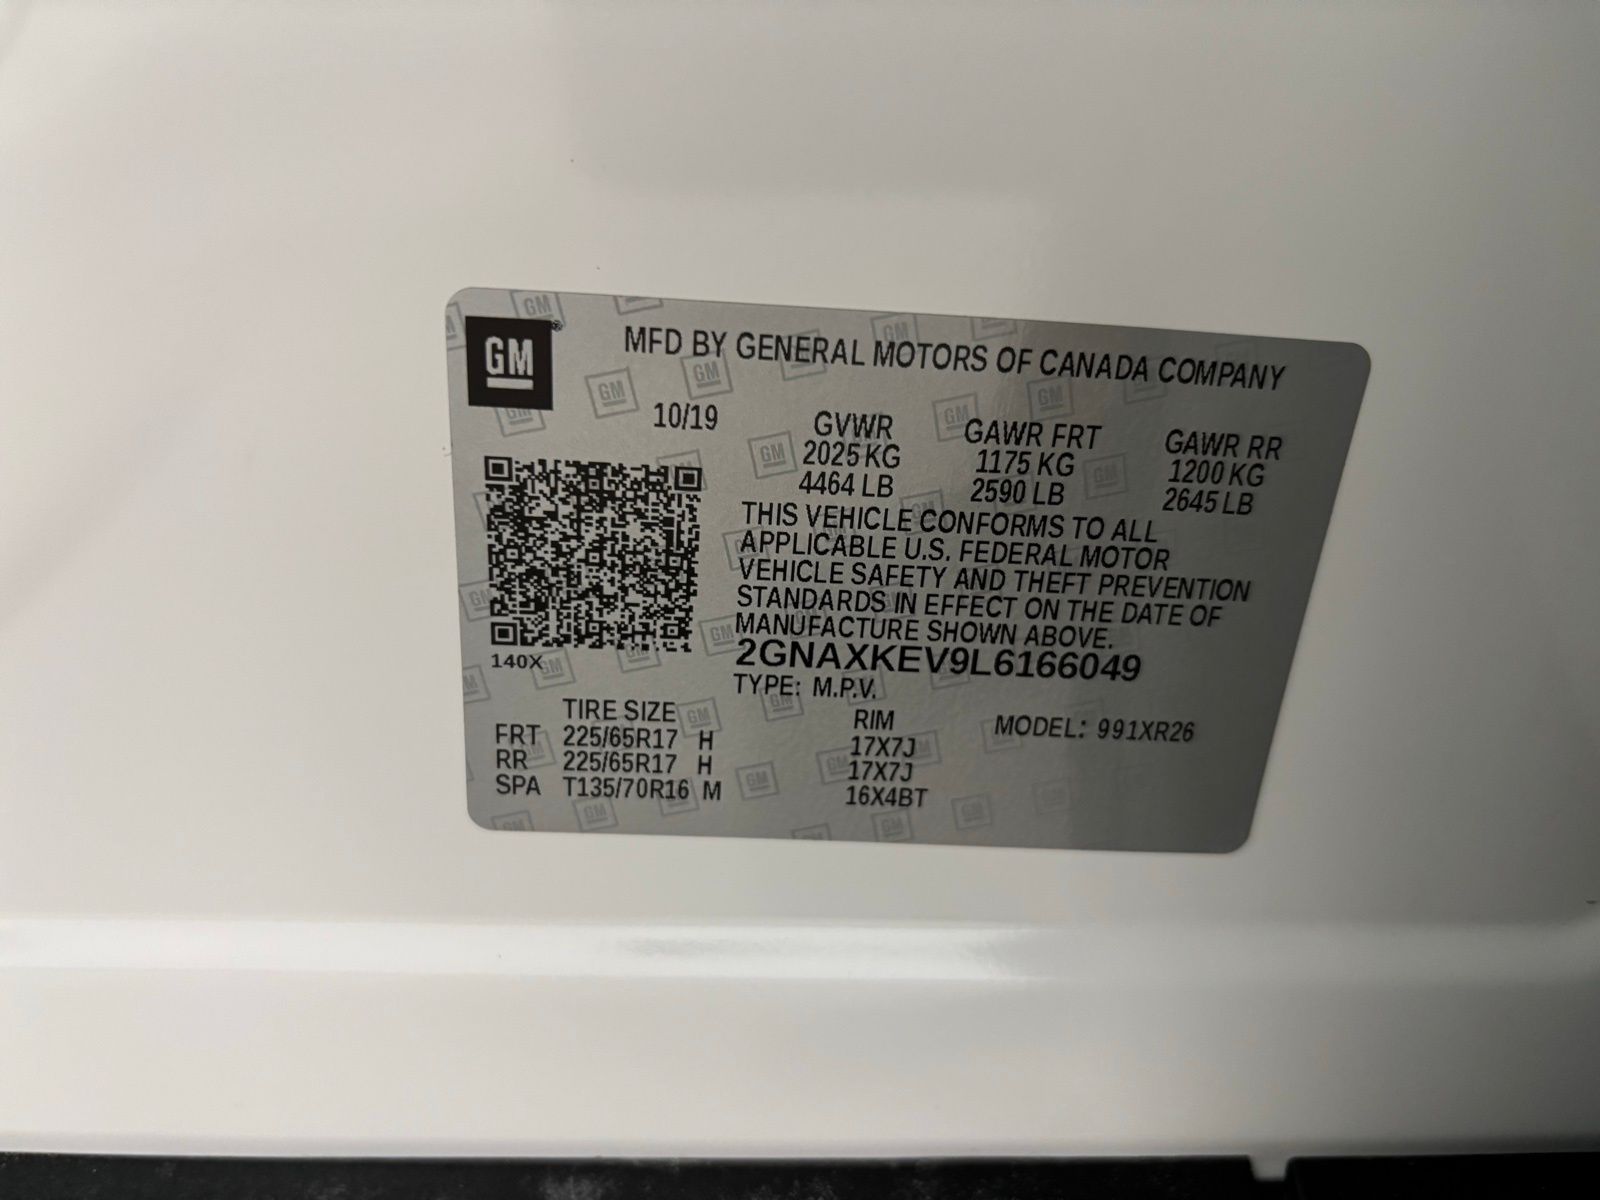 GM
MFD BY GENERAL MOTORS OF CANADA COMPANY
10/19 GVWR GAWR FRT GAWR RR
2025 KG 1175 KG 1200 KG
4464 LB 2590 LB 2645 LB
THIS VEHICLE CONFORMS TO ALL
APPLICABLE U.S. FEDERAL MOTOR
VEHICLE SAFETY AND THEFT PREVENTION
STANDARDS IN EFFECT ON THE DATE OF
MANUFACTURE SHOWN ABOVE.
140X
2GNAXKEV9L6166049
TYPE: M.P.V.
TIRE SIZE RIM MODEL: 991XR26
FRT 225/65R17 H 17X7J
RR 225/65R17 H 17X7J
SPA T135/70R16 M 16X4BT